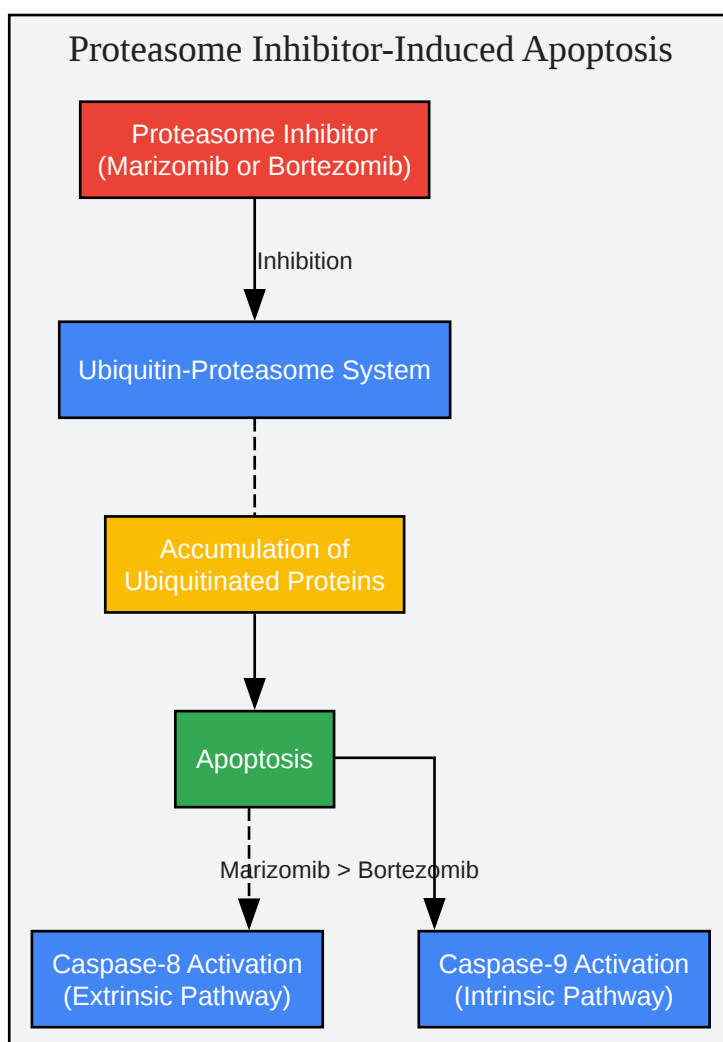 Proteasome Inhibitor-Induced Apoptosis
Proteasome Inhibitor
(Marizomib or Bortezomib)
Inhibition
Ubiquitin-Proteasome System
Accumulation of
Ubiquitinated Proteins
Apoptosis
Marizomib > Bortezomib
Caspase-8 Activation
(Extrinsic Pathway)
Caspase-9 Activation
(Intrinsic Pathway)